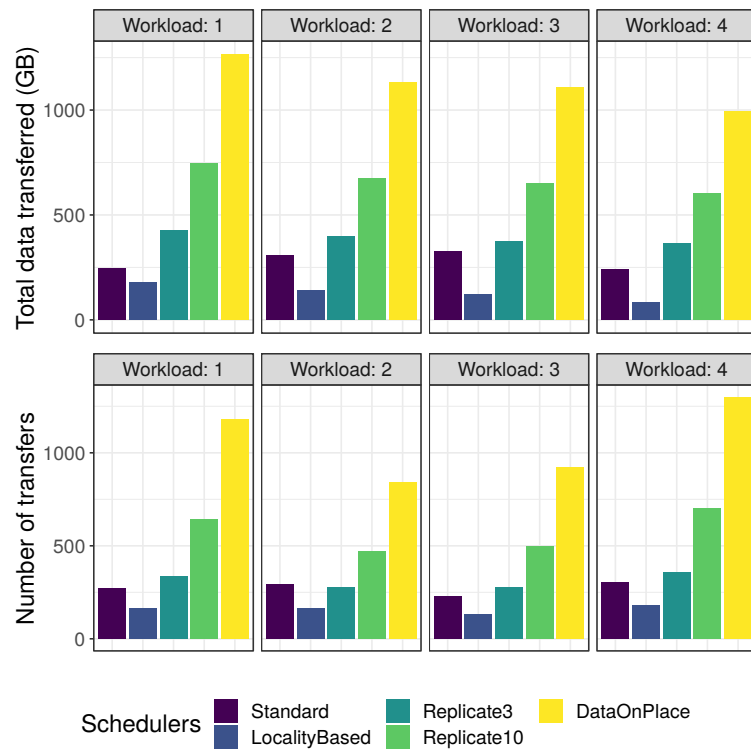 Workload: 1 Workload: 2 Workload: 3 Workload: 4
Total data transferred (GB)
1000
500
0
Workload: 1 Workload: 2 Workload: 3 Workload: 4
Number of transfers
1000
500
0
Schedulers
Standard Replicate3 DataOnPlace
LocalityBased Replicate10